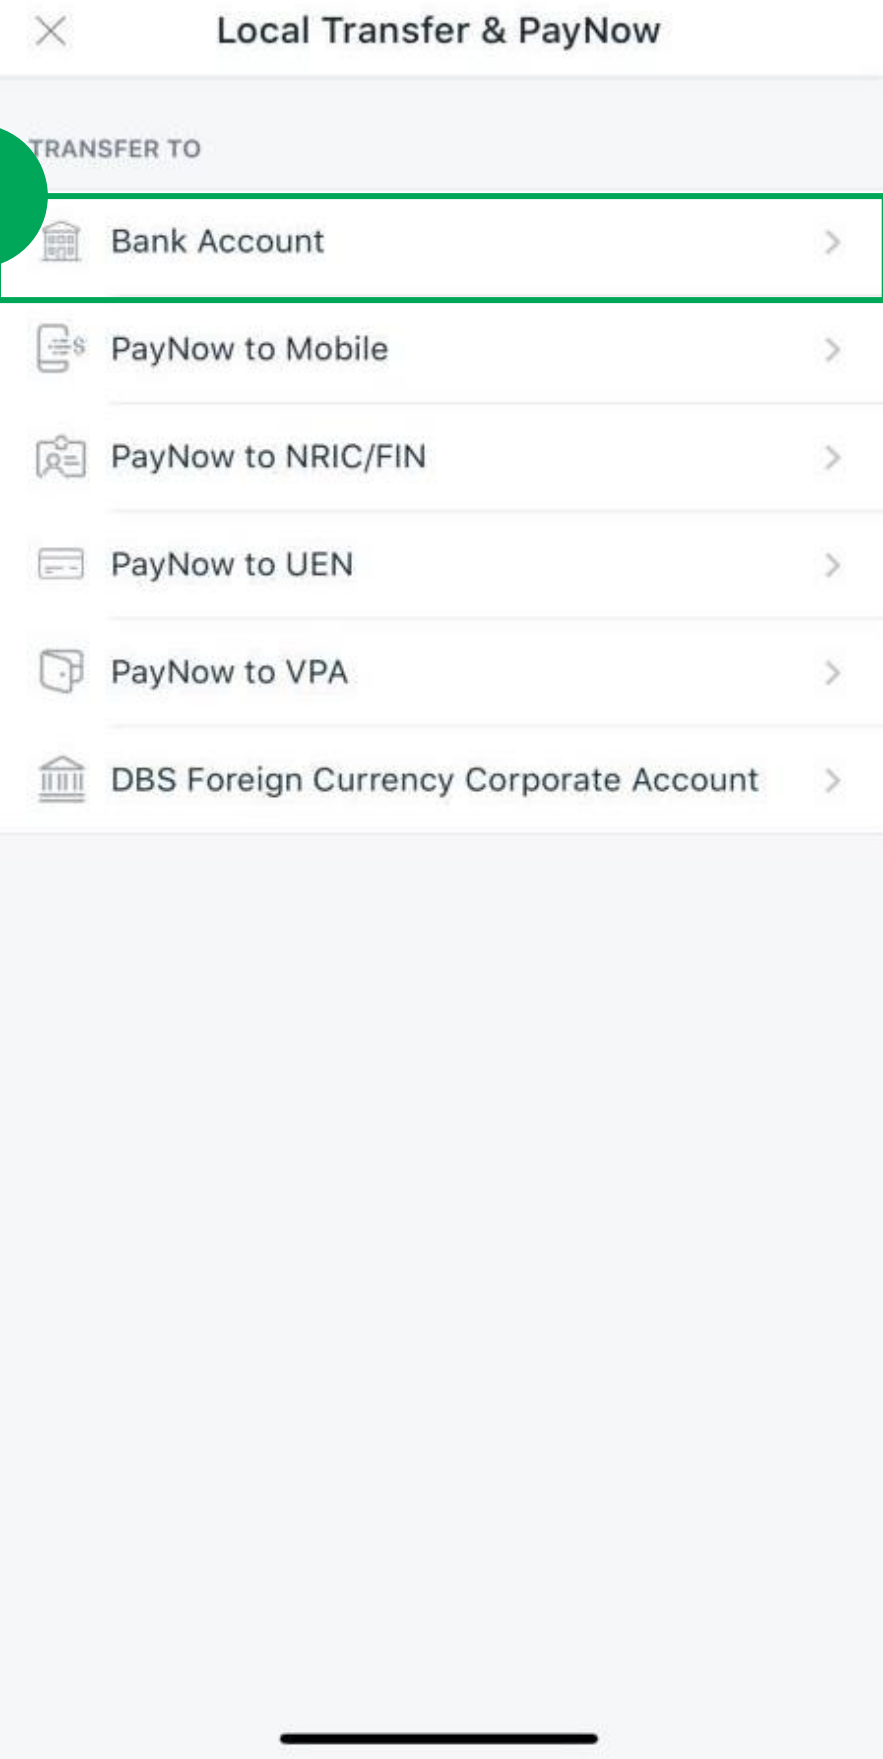 Local Transfer & PayNow
TRANSFER TO
Bank Account
PayNow to Mobile
PayNow to NRIC/FIN
PayNow to UEN
PayNow to VPA
DBS Foreign Currency Corporate Account